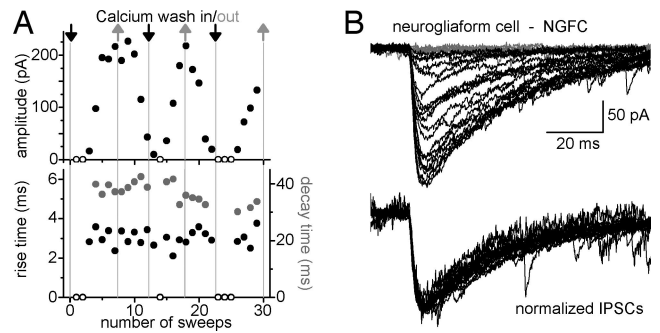 A
Calcium wash in/out
amplitude (pA)
200
100
0
rise time (ms)
6
4
2
0
40
20
0
decay time (ms)
0
10
20
30
number of sweeps
B
neurogliaform cell - NGFC
50 pA
20 ms
normalized IPSCs